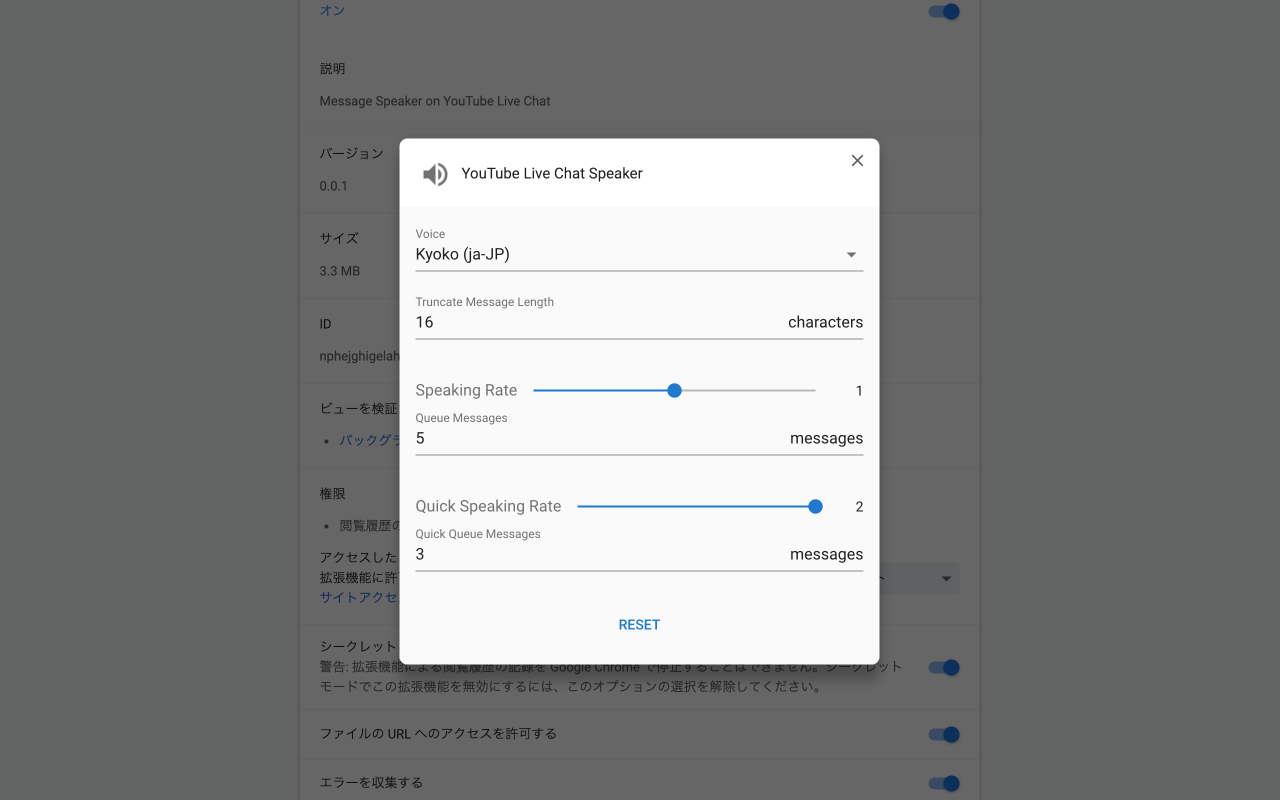 オン
説明
Message Speaker on YouTube Live Chat
バージョン
0.0.1
サイズ
3.3 MB
ID
nphejghigelah
ビューを検証
• バックグラ
権限
• 閲覧履歴の
アクセスした
拡張機能に許
サイトアクセ
シークレット
警告: 拡張機能による閲覧履歴の記録を Google Chrome で停止することはできません。シークレット
モードでこの拡張機能を無効にするには、このオプションの選択を解除してください。
ファイルの URL へのアクセスを許可する
エラーを収集する
YouTube Live Chat Speaker
Voice
Kyoko (ja-JP)
Truncate Message Length
16 characters
Speaking Rate 1
Queue Messages
5 messages
Quick Speaking Rate 2
Quick Queue Messages
3 messages
RESET